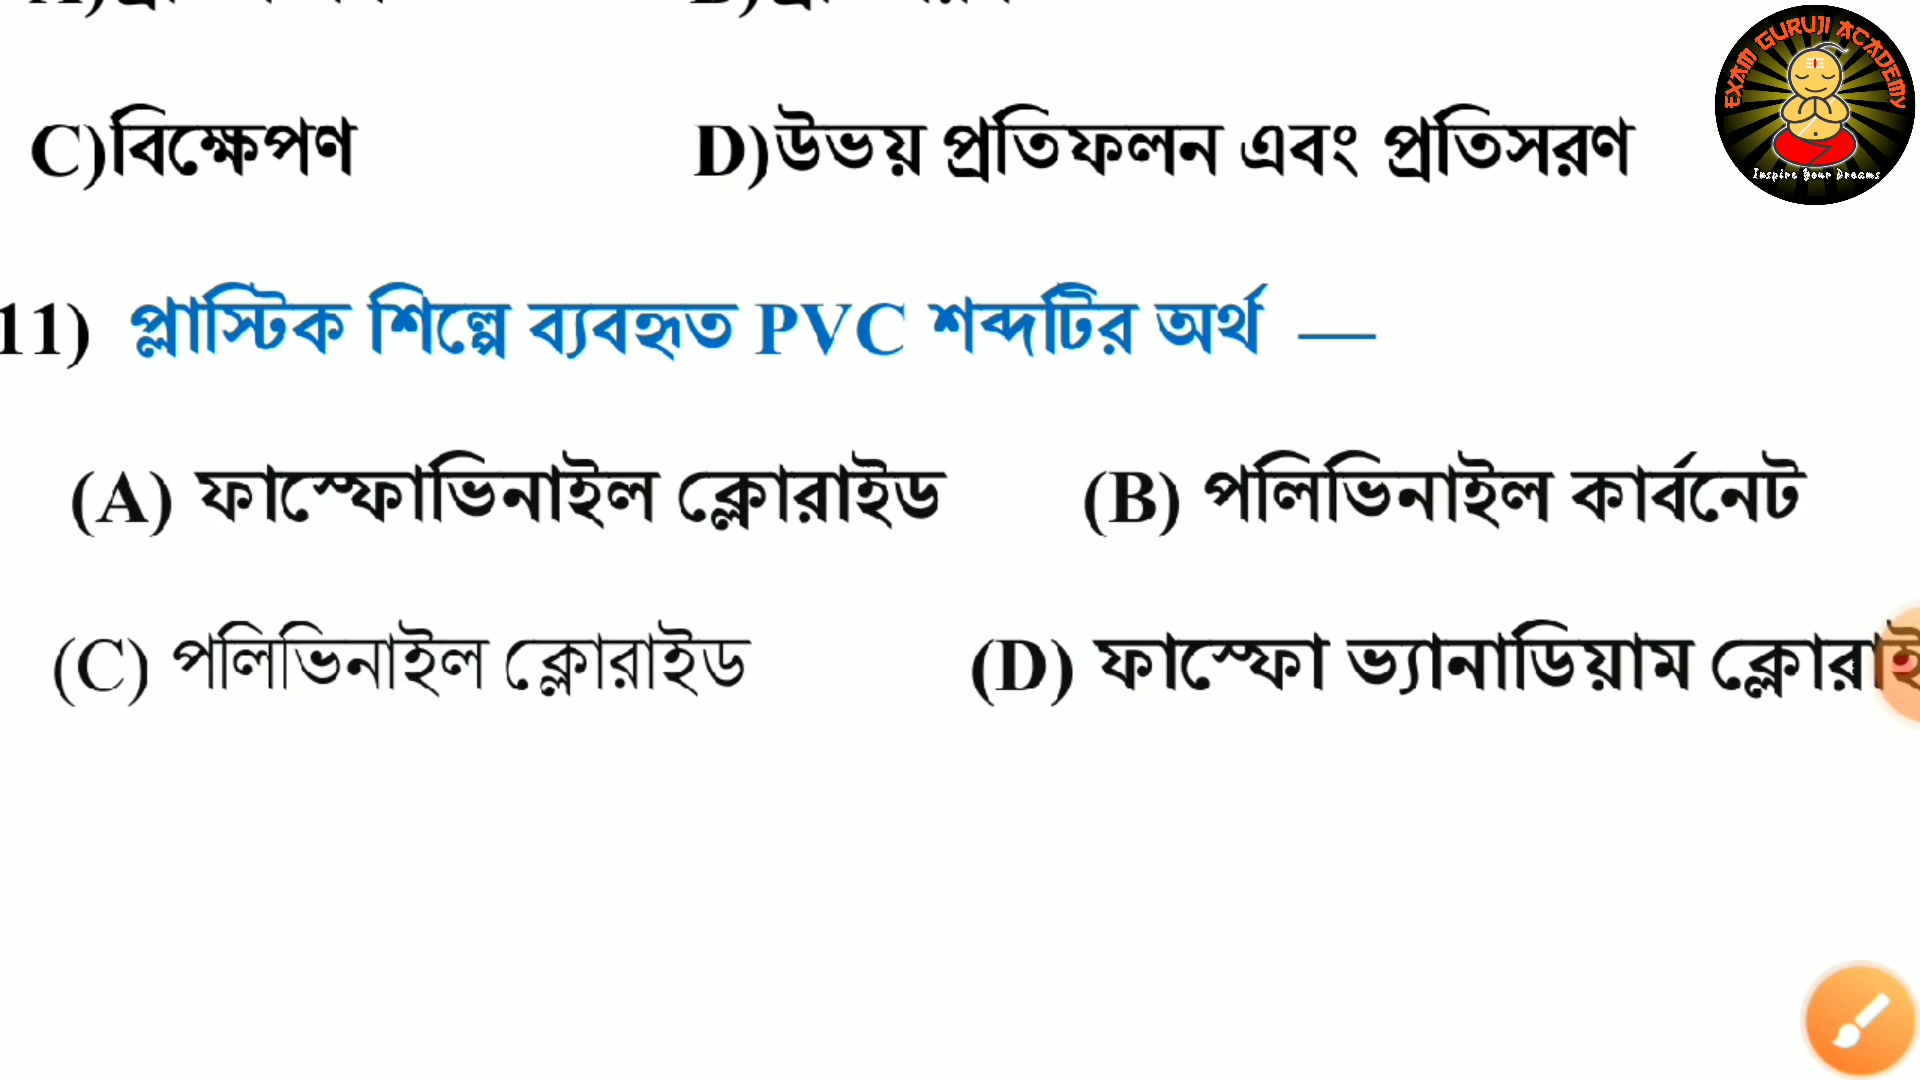 C)বিক্ষেপণ D)উভয় প্রতিফলন এবং প্রতিসরণ
EXAM GURUJI ACADEMY
Inspire Your Dreams
11) প্লাস্টিক শিল্পে ব্যবহৃত PVC শব্দটির অর্থ —
(A) ফাস্ফোভিনাইল ক্লোরাইড (B) পলিভিনাইল কার্বনেট
(C) পলিভিনাইল ক্লোরাইড (D) ফাস্ফো ভ্যানাডিয়াম ক্লোরাই